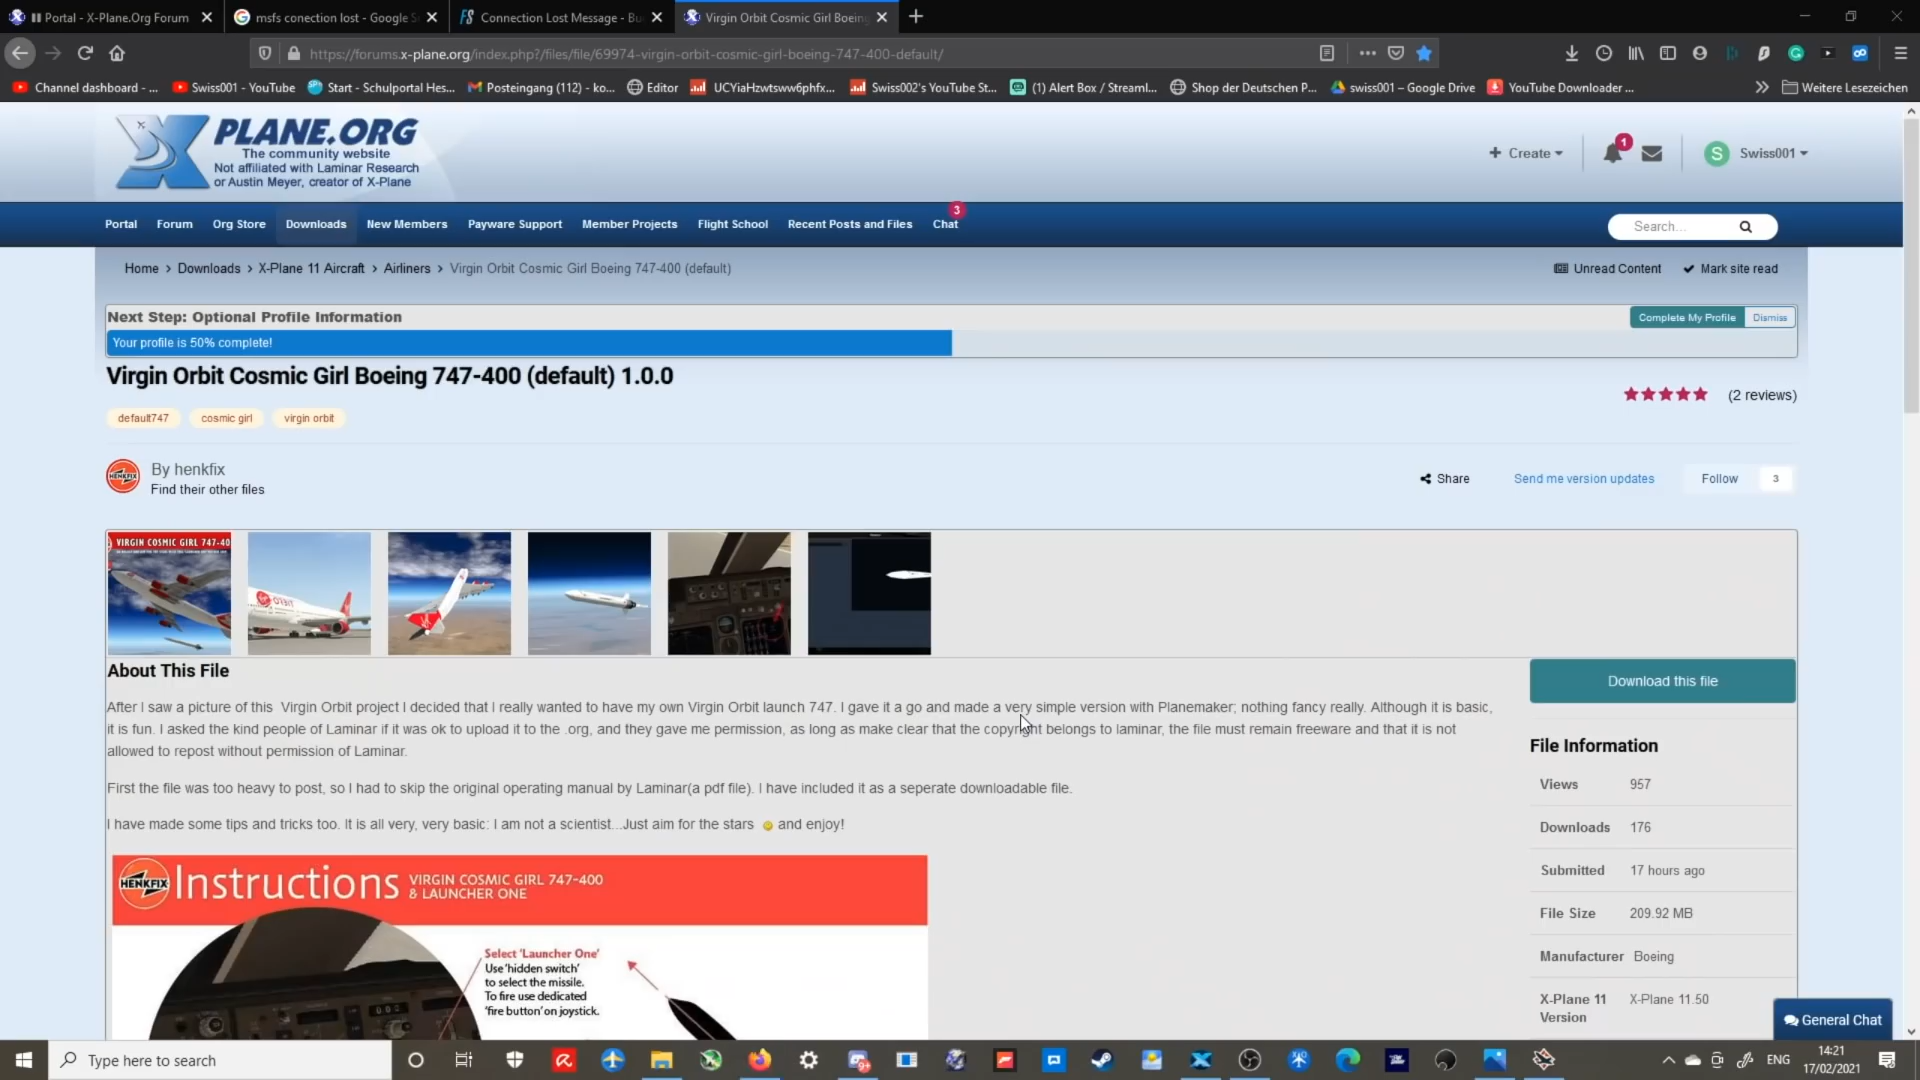 Portal - X-Plane.Org Forum
msfs conection lost - Google S
Connection Lost Message - Bu
Virgin Orbit Cosmic Girl Boeing
https://forums.x-plane.org/index.php?/files/file/69974-virgin-orbit-cosmic-girl-boeing-747-400-default/
Channel dashboard - ...
Swiss001 - YouTube
Start - Schulportal Hes...
Posteingang (112) - ko...
Editor
UCYiaHzwtsww6phfx...
Swiss002's YouTube St...
(1) Alert Box / Streaml...
Shop der Deutschen P...
swiss001 – Google Drive
YouTube Downloader ...
Weitere Lesezeichen
PLANE.ORG
The community website
Not affiliated with Laminar Research
or Austin Meyer, creator of X-Plane
+ Create
1
S
Swiss001
Portal
Forum
Org Store
Downloads
New Members
Payware Support
Member Projects
Flight School
Recent Posts and Files
Chat
3
Search...
Home > Downloads > X-Plane 11 Aircraft > Airliners > Virgin Orbit Cosmic Girl Boeing 747-400 (default)
Unread Content
Mark site read
Next Step: Optional Profile Information
Complete My Profile
Dismiss
Your profile is 50% complete!
Virgin Orbit Cosmic Girl Boeing 747-400 (default) 1.0.0
(2 reviews)
default747
cosmic girl
virgin orbit
HENKFIX
By henkfix
Find their other files
Share
Send me version updates
Follow
3
VIRGIN COSMIC GIRL 747-40
ORBIT
About This File
Download this file
After I saw a picture of this Virgin Orbit project I decided that I really wanted to have my own Virgin Orbit launch 747. I gave it a go and made a very simple version with Planemaker; nothing fancy really. Although it is basic,
it is fun. I asked the kind people of Laminar if it was ok to upload it to the .org, and they gave me permission, as long as make clear that the copyright belongs to laminar, the file must remain freeware and that it is not
allowed to repost without permission of Laminar.
First the file was too heavy to post, so I had to skip the original operating manual by Laminar(a pdf file). I have included it as a seperate downloadable file.
I have made some tips and tricks too. It is all very, very basic: I am not a scientist...Just aim for the stars and enjoy!
File Information
Views 957
Downloads 176
Submitted 17 hours ago
File Size 209.92 MB
Manufacturer Boeing
X-Plane 11 X-Plane 11.50
Version
HENKFIX
Instructions
VIRGIN COSMIC GIRL 747-400
& LAUNCHER ONE
Select 'Launcher One'
Use 'hidden switch'
to select the missile.
To fire use dedicated
'fire button' on joystick.
General Chat
Type here to search
ENG
14:21
17/02/2021